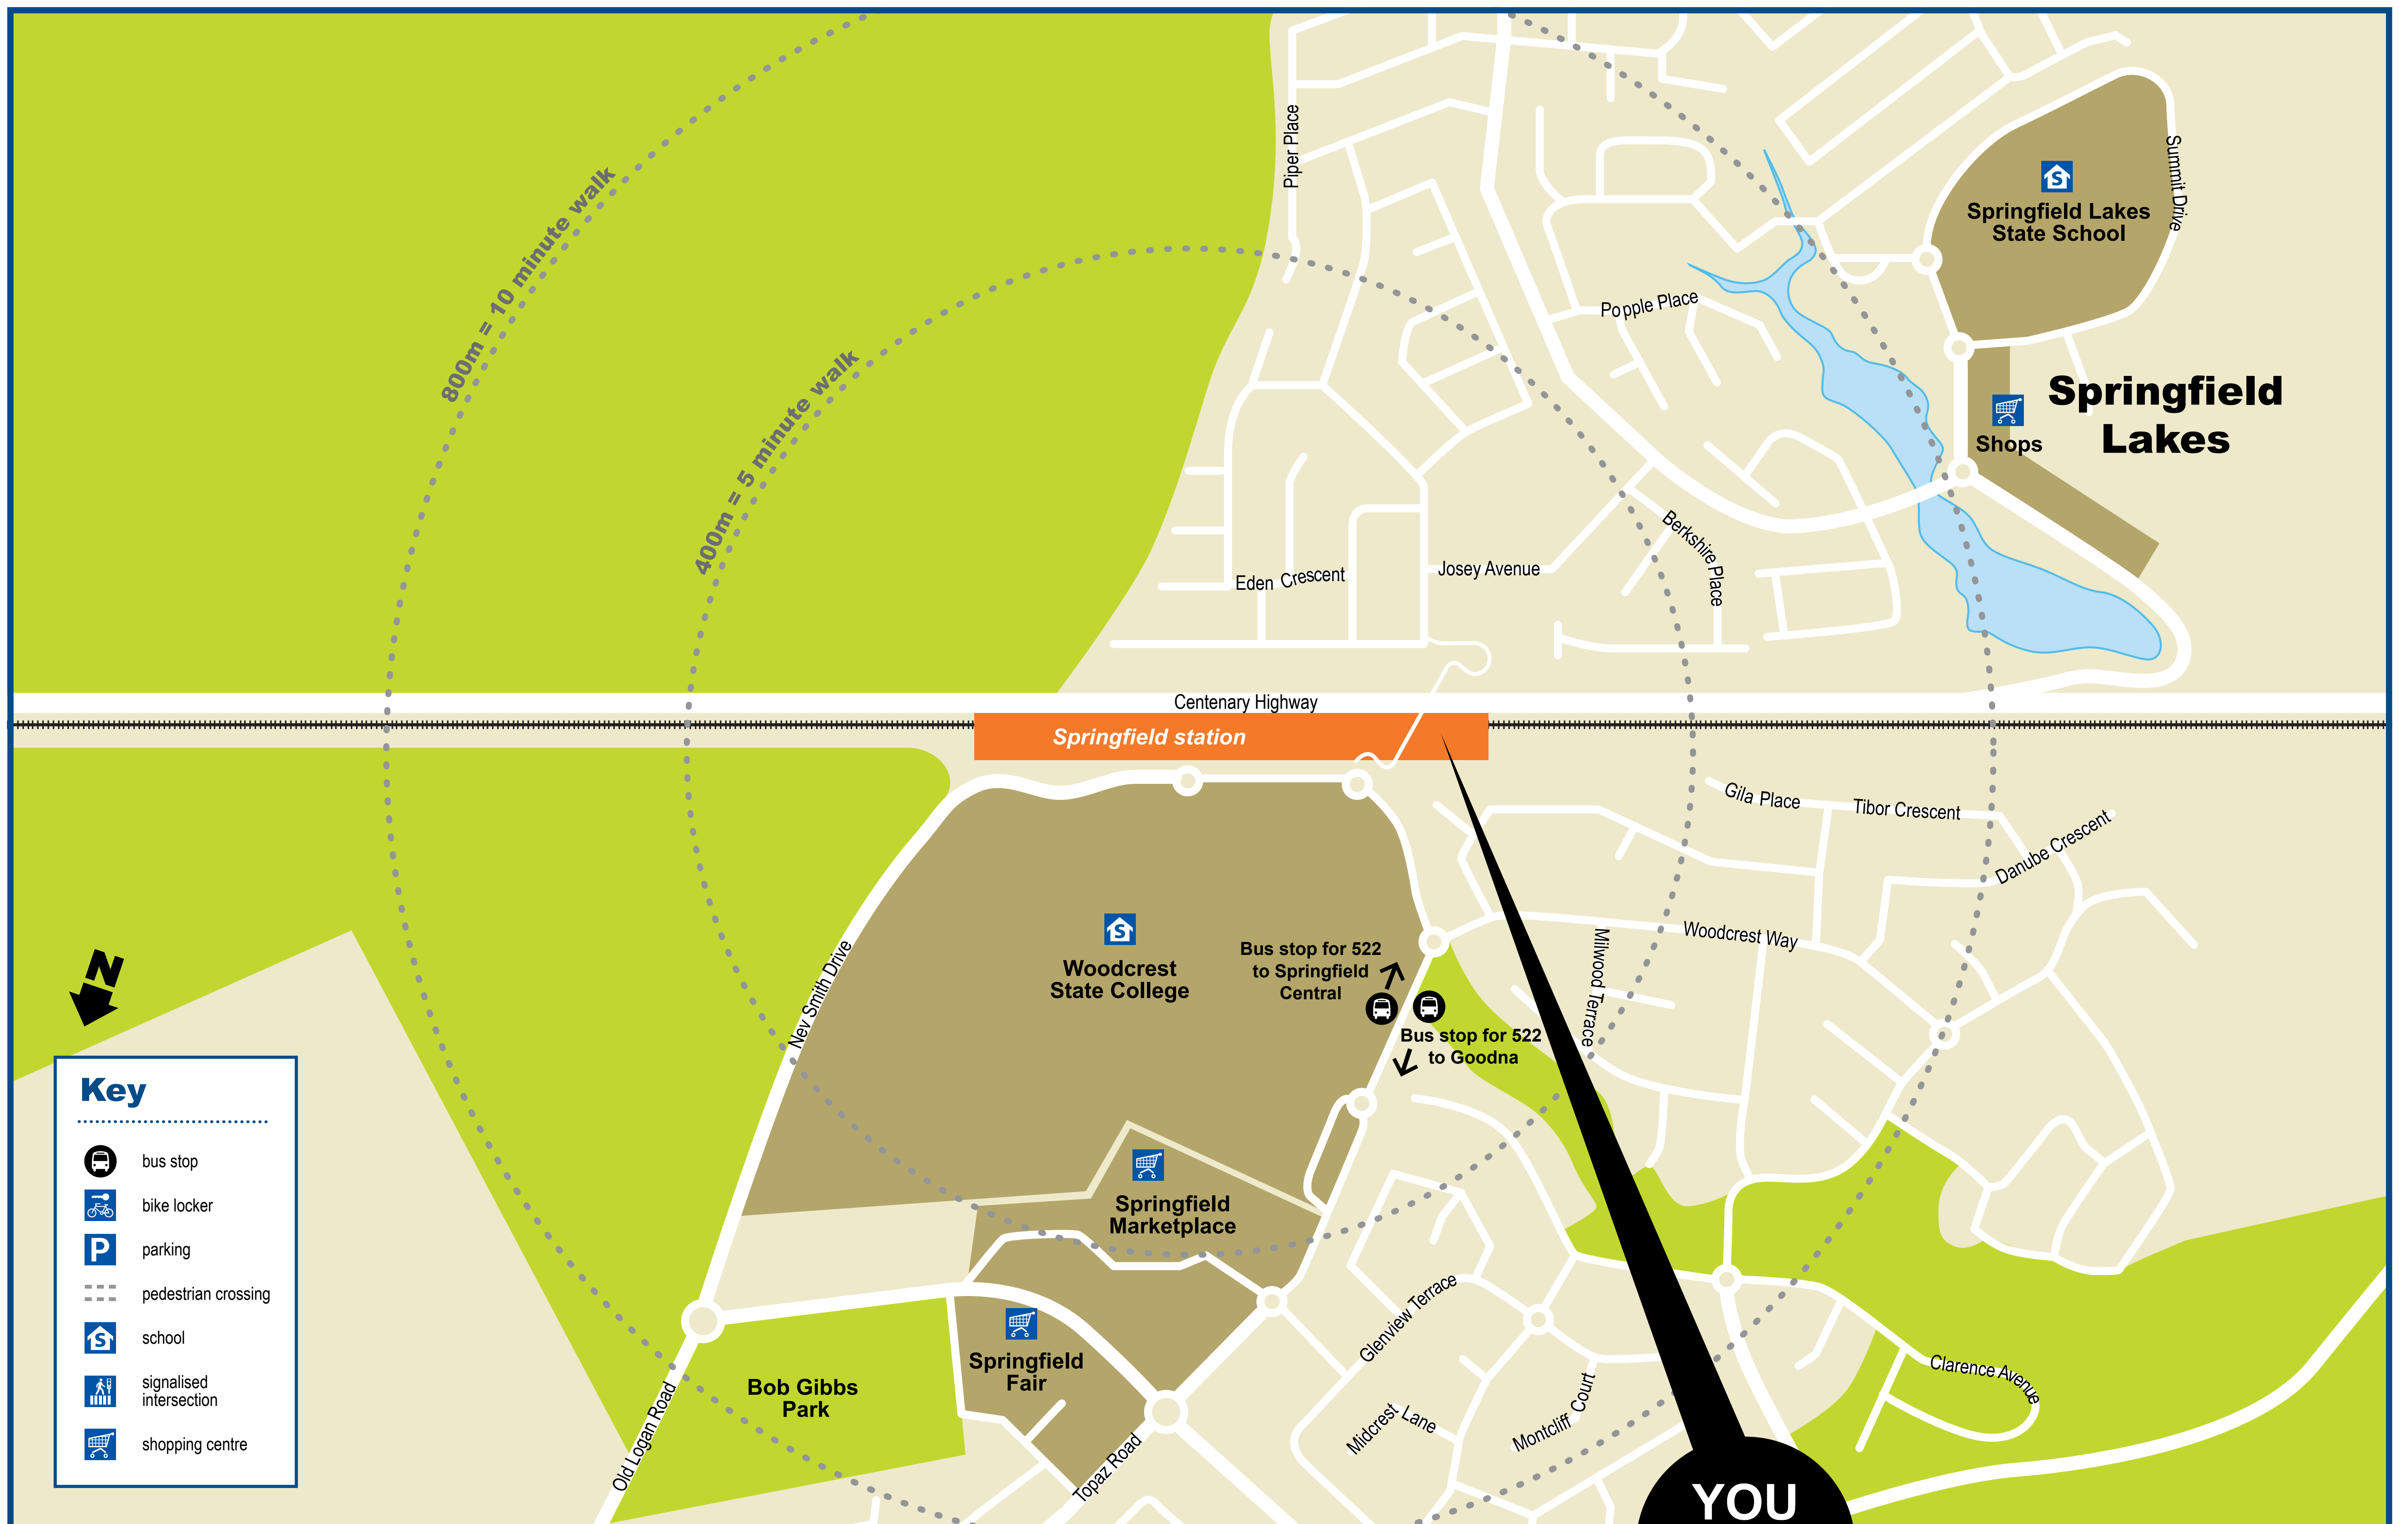 Piper Place
Summit Drive
Springfield Lakes
State School
800m = 10 minute walk
Popple Place
400m = 5 minute walk
Springfield
Lakes
Shops
Berkshire Place
Eden Crescent
Josey Avenue
Centenary Highway
Springfield station
Gila Place
Tibor Crescent
Danube Crescent
Woodcrest Way
Milwood Terrace
Nev Smith Drive
Woodcrest
State College
Bus stop for 522
to Springfield
Central
Bus stop for 522
to Goodna
N
Springfield
Marketplace
Glenview Terrace
Springfield
Fair
Bob Gibbs
Park
Old Logan Road
Topaz Road
Midcrest Lane
Montcliff Court
Clarence Avenue
YOU
Key
bus stop
bike locker
P
parking
pedestrian crossing
S
school
signalised
intersection
shopping centre